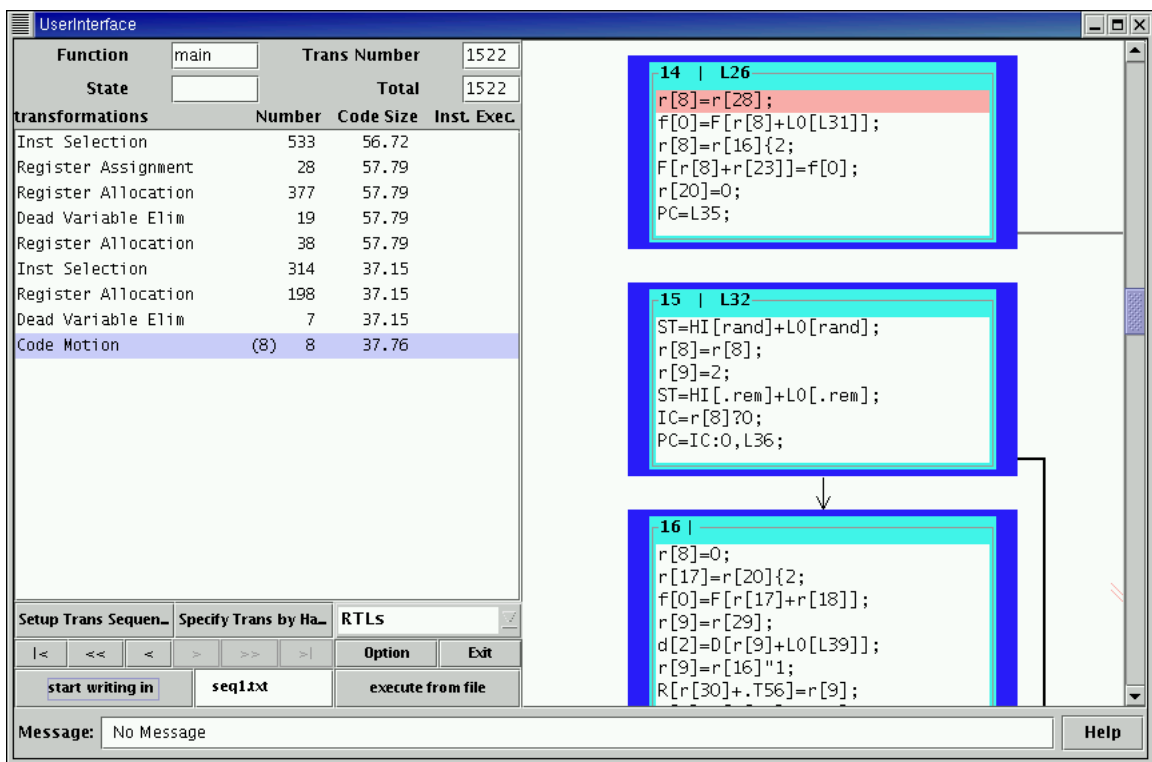 UserInterface
Function main Trans Number 1522
State Total 1522
transformations Number Code Size Inst. Exec.
Inst Selection 533 56.72
Register Assignment 28 57.79
Register Allocation 377 57.79
Dead Variable Elim 19 57.79
Register Allocation 38 57.79
Inst Selection 314 37.15
Register Allocation 198 37.15
Dead Variable Elim 7 37.15
Code Motion (8) 8 37.76
Setup Trans Sequen... Specify Trans by Ha... RTLs
|< << < > >> >| Option Exit
start writing in seq1.txt execute from file
14 | L26
r[8]=r[28];
f[0]=F[r[8]+LO[L31]];
r[8]=r[16]{2;
F[r[8]+r[23]]=f[0];
r[20]=0;
PC=L35;
15 | L32
ST=HI[rand]+LO[rand];
r[8]=r[8];
r[9]=2;
ST=HI[.rem]+LO[.rem];
IC=r[8]?0;
PC=IC:0,L36;
16 |
r[8]=0;
r[17]=r[20]{2;
f[0]=F[r[17]+r[18]];
r[9]=r[29];
d[2]=D[r[9]+LO[L39]];
r[9]=r[16]"1;
R[r[30]+.T56]=r[9];
Message: No Message Help